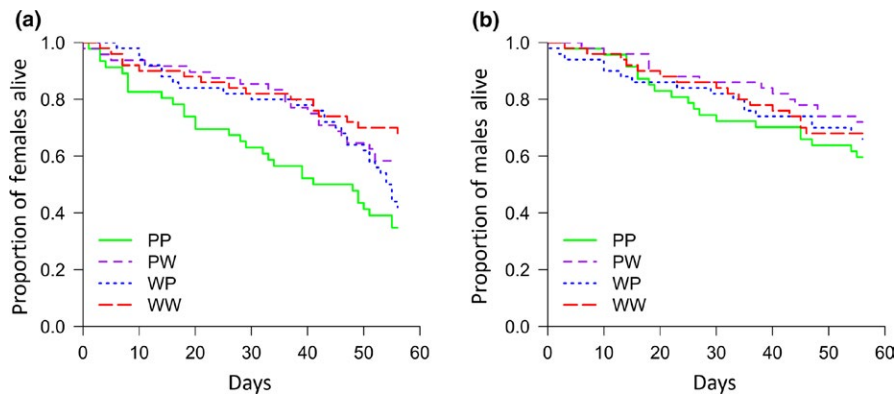 (a)
Proportion of females alive
1.0
0.8
0.6
0.4
0.2
0.0
PP
PW
WP
WW
0 10 20 30 40 50 60
Days
(b)
Proportion of males alive
1.0
0.8
0.6
0.4
0.2
0.0
PP
PW
WP
WW
0 10 20 30 40 50 60
Days